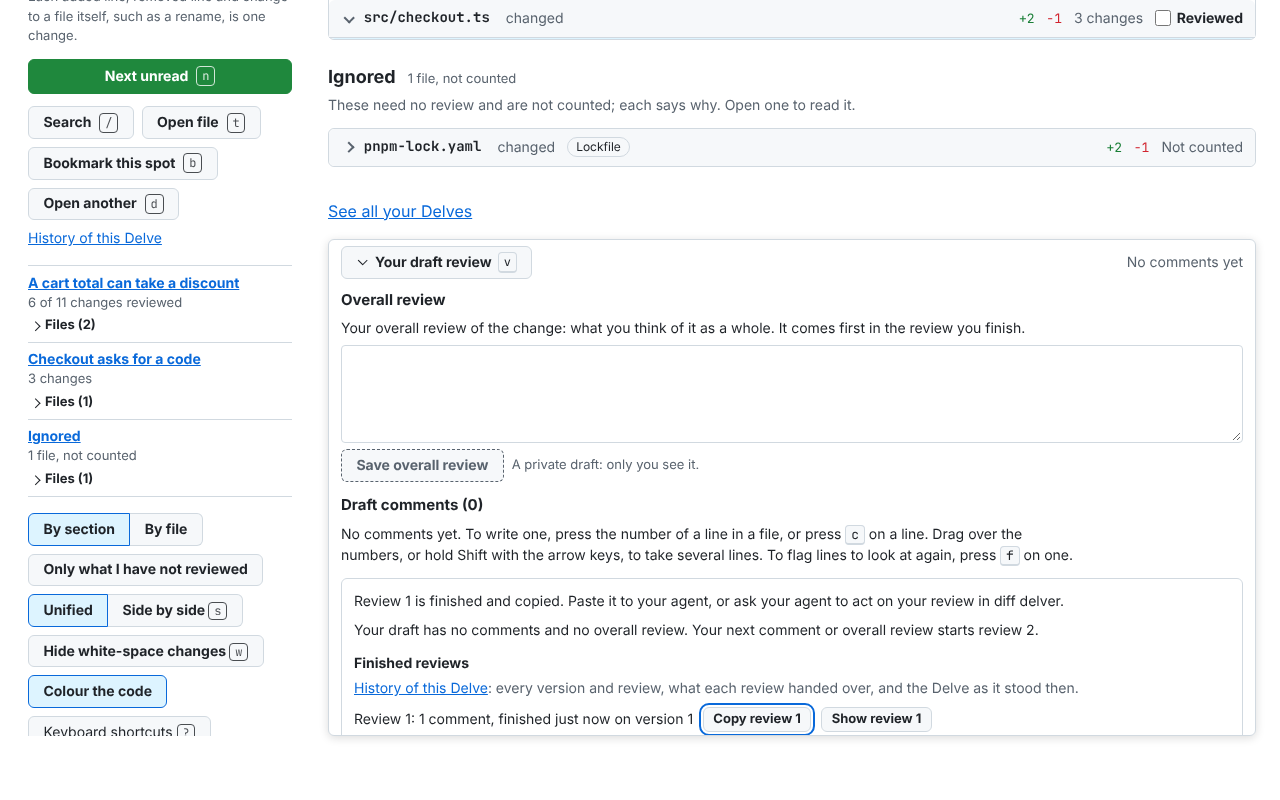 Each added line, removed line and change
to a file itself, such as a rename, is one
change.
Next unread n
Search /
Open file t
Bookmark this spot b
Open another d
History of this Delve
A cart total can take a discount
6 of 11 changes reviewed
Files (2)
Checkout asks for a code
3 changes
Files (1)
Ignored
1 file, not counted
Files (1)
By section
By file
Only what I have not reviewed
Unified
Side by side s
Hide white-space changes w
Colour the code
Keyboard shortcuts ?
src/checkout.ts changed +2 -1 3 changes Reviewed
Ignored 1 file, not counted
These need no review and are not counted; each says why. Open one to read it.
pnpm-lock.yaml changed Lockfile +2 -1 Not counted
See all your Delves
Your draft review v No comments yet
Overall review
Your overall review of the change: what you think of it as a whole. It comes first in the review you finish.
Save overall review A private draft: only you see it.
Draft comments (0)
No comments yet. To write one, press the number of a line in a file, or press c on a line. Drag over the
numbers, or hold Shift with the arrow keys, to take several lines. To flag lines to look at again, press f on one.
Review 1 is finished and copied. Paste it to your agent, or ask your agent to act on your review in diff delver.
Your draft has no comments and no overall review. Your next comment or overall review starts review 2.
Finished reviews
History of this Delve: every version and review, what each review handed over, and the Delve as it stood then.
Review 1: 1 comment, finished just now on version 1 Copy review 1 Show review 1